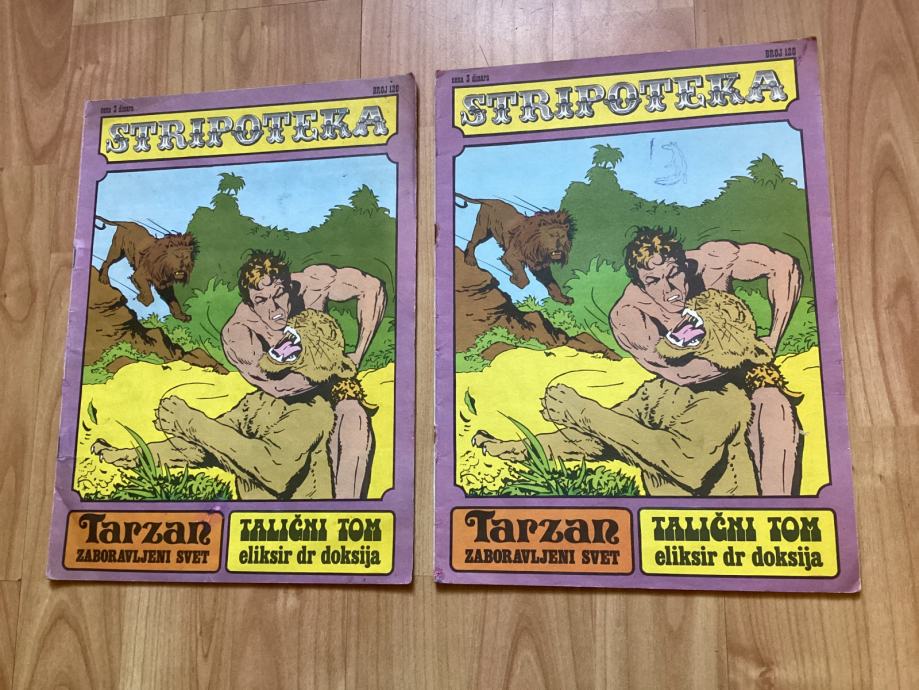 cena 3 dinara
BROJ 120
STRIPOTEKA
Tarzan
ZABORAVLJENI SVET
TALIČNI TOM
eliksir dr doksija
cena 3 dinara
BROJ 120
STRIPOTEKA
Tarzan
ZABORAVLJENI SVET
TALIČNI TOM
eliksir dr doksija